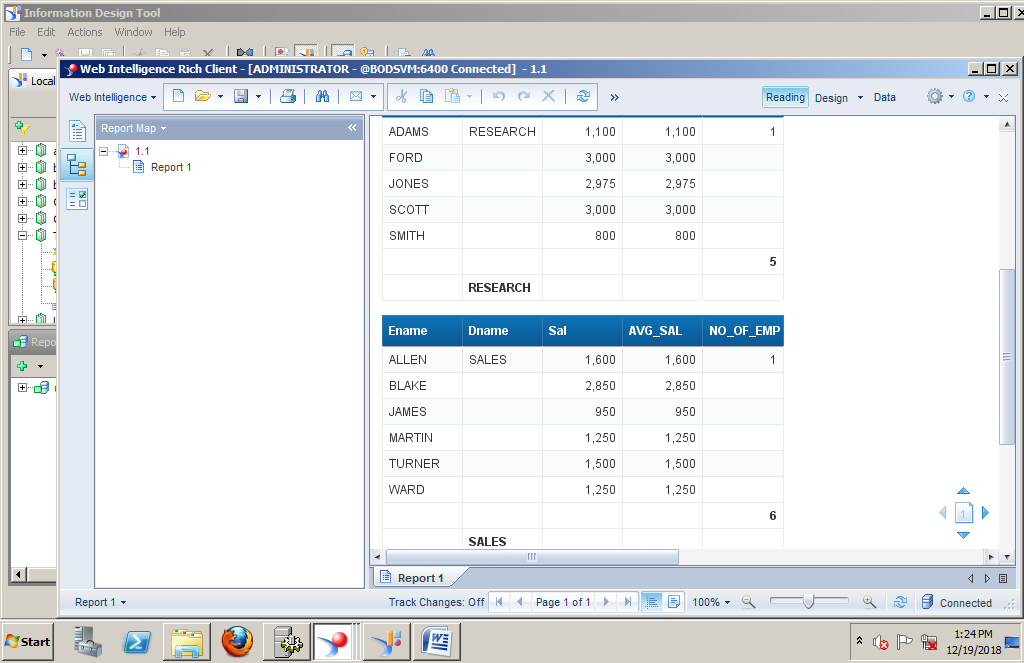 Information Design Tool
File Edit Actions Window Help
Web Intelligence Rich Client - [ADMINISTRATOR - @BODSVM:6400 Connected] - 1.1
Local
Web Intelligence
Reading Design Data
Report Map
1.1
Report 1
ADAMS RESEARCH 1,100 1,100 1
FORD 3,000 3,000
JONES 2,975 2,975
SCOTT 3,000 3,000
SMITH 800 800
5
RESEARCH
Ename Dname Sal AVG_SAL NO_OF_EMP
ALLEN SALES 1,600 1,600 1
BLAKE 2,850 2,850
JAMES 950 950
MARTIN 1,250 1,250
TURNER 1,500 1,500
WARD 1,250 1,250
6
SALES
Repo
1
Report 1
Report 1 Track Changes: Off Page 1 of 1 100% Connected
Start
1:24 PM
12/19/2018